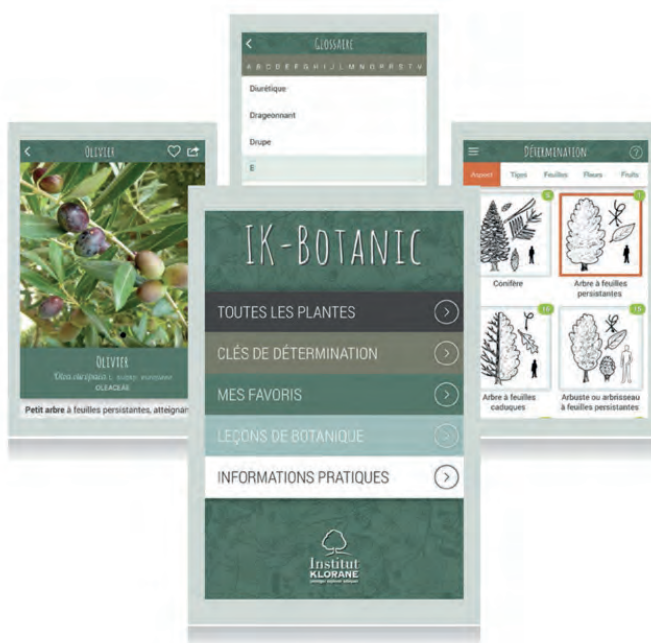 GLOSSAIRE
A B C D E F G H I J L M N O P R S T V
Diurétique
Drageonnant
Drupe
E
OLIVIER
OLIVIER
OLEACEAE
Petit arbre à feuilles persistantes, atteignan
DÉTERMINATION
?
Aspect Tiges Feuilles Fleurs Fruits
Conifère
Arbre à feuilles
persistantes
16
Arbre à feuilles
caduques
Arbuste ou arbrisseau
à feuilles persistantes
IK-BOTANIC
TOUTES LES PLANTES
CLÉS DE DÉTERMINATION
MES FAVORIS
LEÇONS DE BOTANIQUE
INFORMATIONS PRATIQUES
Institut
KLORANE